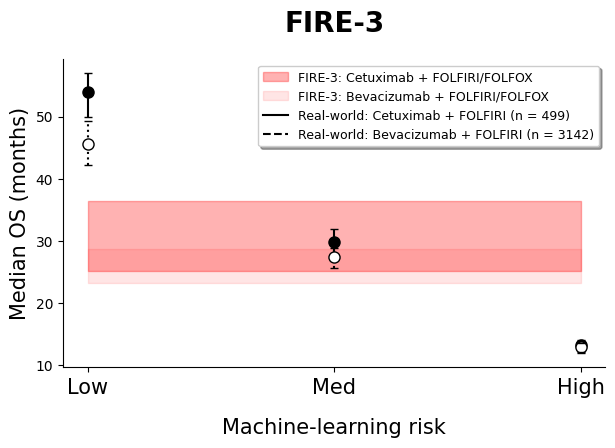 FIRE-3
FIRE-3: Cetuximab + FOLFIRI/FOLFOX
FIRE-3: Bevacizumab + FOLFIRI/FOLFOX
Real-world: Cetuximab + FOLFIRI (n = 499)
Real-world: Bevacizumab + FOLFIRI (n = 3142)
Median OS (months)
50
40
30
20
10
Low Med High
Machine-learning risk